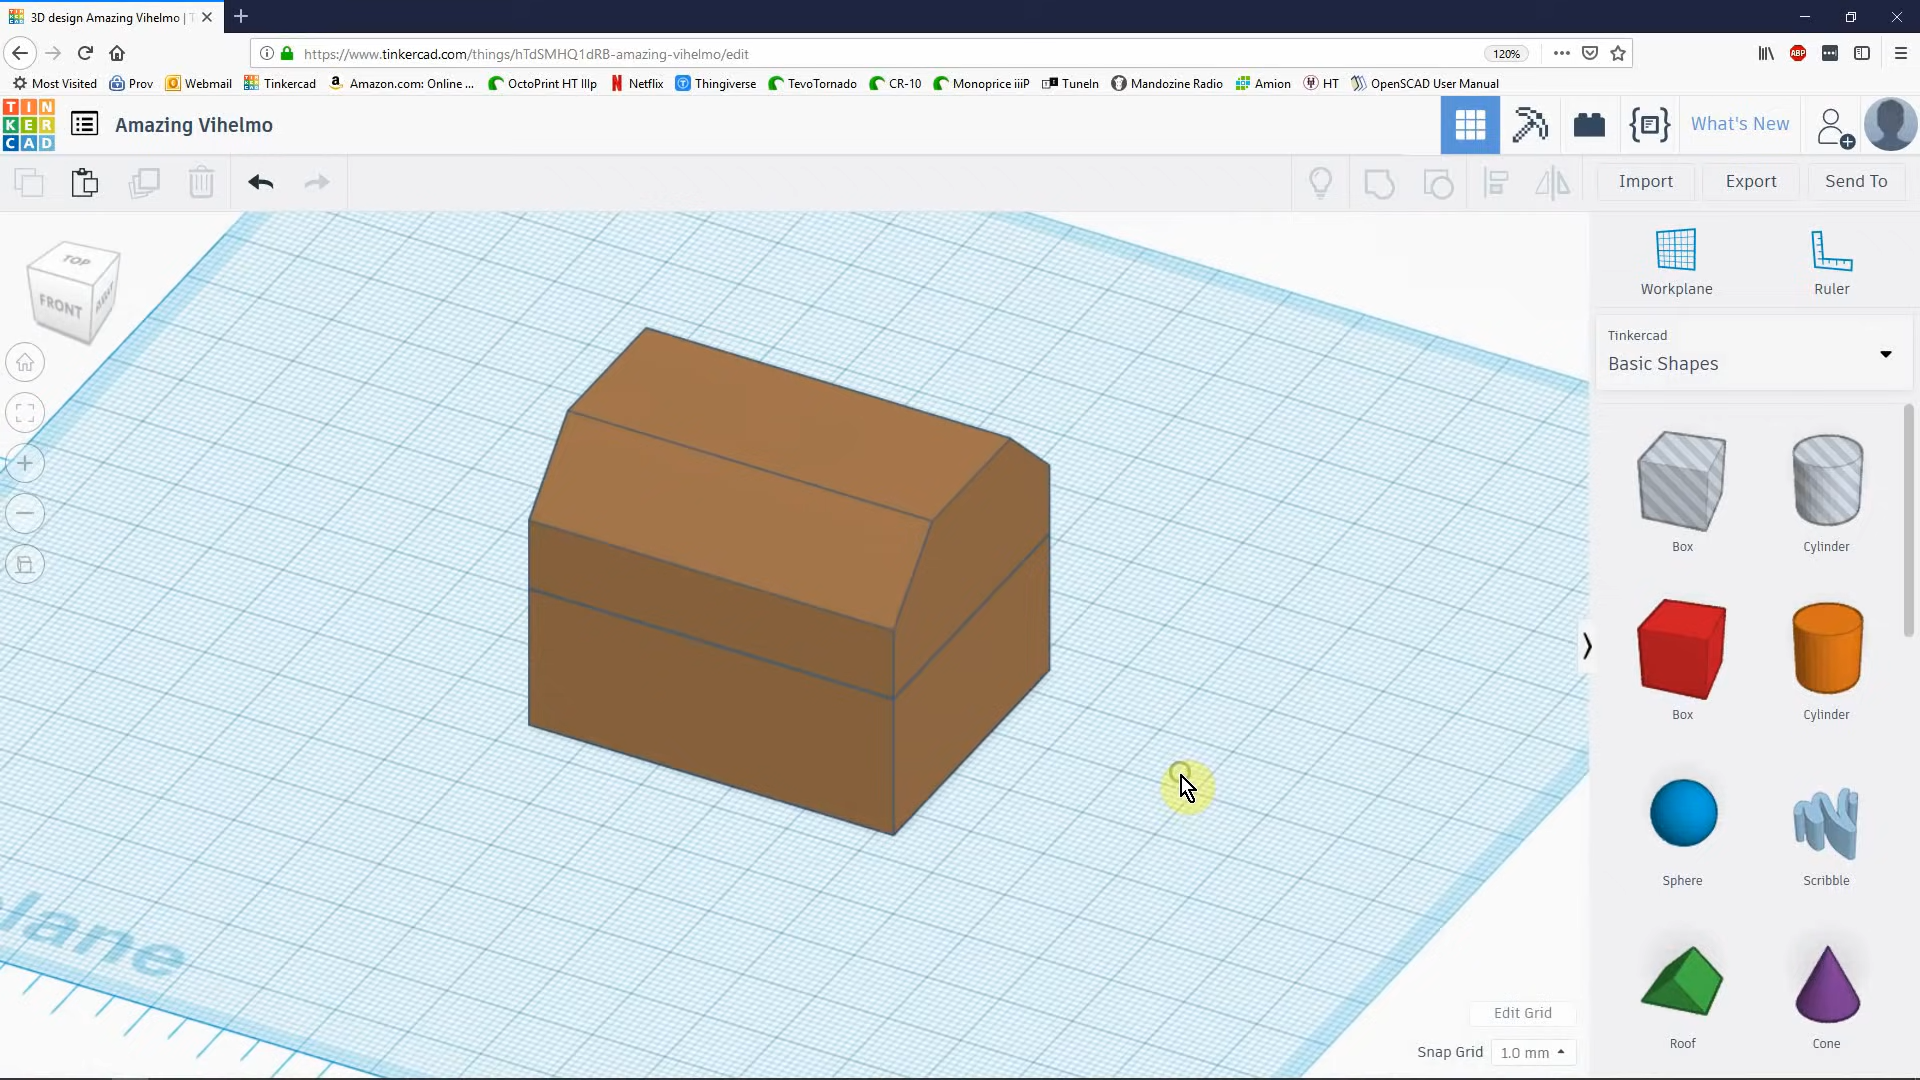 3D design Amazing Vihelmo | T
https://www.tinkercad.com/things/hTdSMHQ1dRB-amazing-vihelmo/edit
120%
Most Visited Prov Webmail Tinkercad Amazon.com: Online ... OctoPrint HT IIIp Netflix Thingiverse TevoTornado CR-10 Monoprice iiiP TuneIn Mandozine Radio Amion HT OpenSCAD User Manual
TIN
KER
CAD
Amazing Vihelmo
What's New
ABP
Import
Export
Send To
TOP
FRONT
RIGHT
Workplane
Ruler
Tinkercad
Basic Shapes
Box
Cylinder
Box
Cylinder
Sphere
Scribble
Roof
Cone
lane
Edit Grid
Snap Grid 1.0 mm